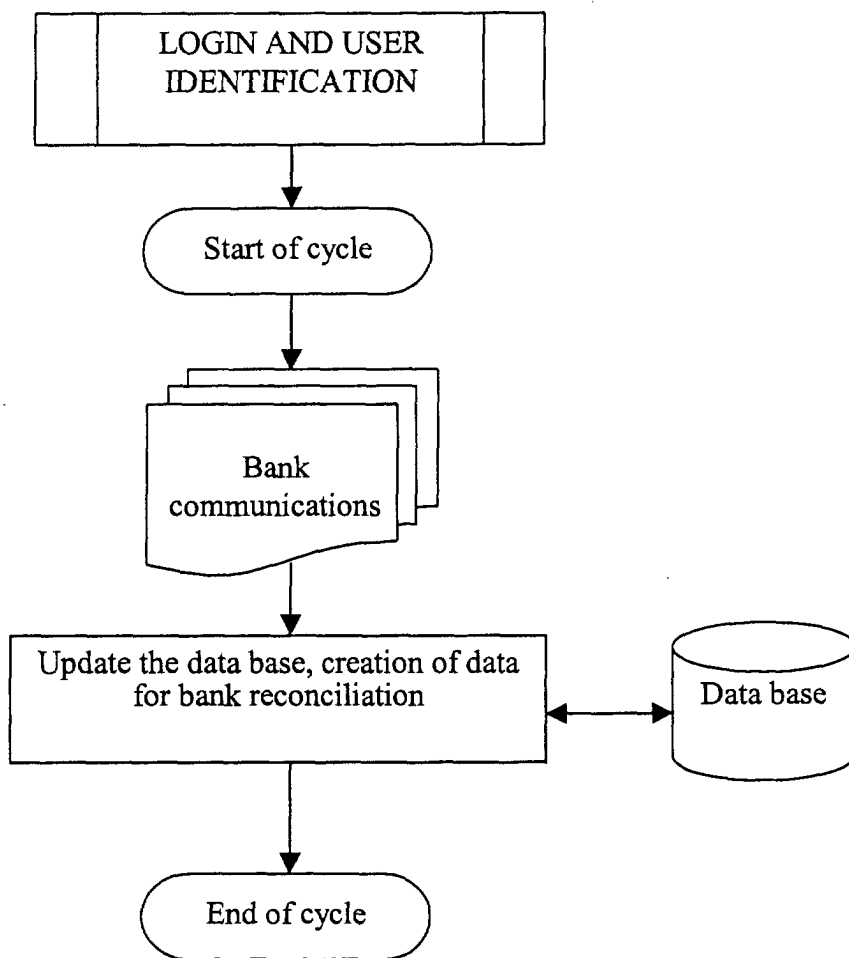 LOGIN AND USER
IDENTIFICATION
Start of cycle
Bank
communications
Update the data base, creation of data
for bank reconciliation
Data base
End of cycle